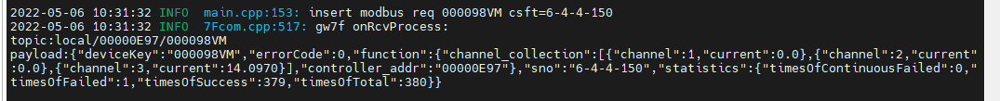 2022-05-06 10:31:32 INFO  main.cpp:153: insert modbus req 000098VM csft=6-4-4-150
2022-05-06 10:31:32 INFO  7Fcom.cpp:517: gw7f onRcvProcess:
topic:local/00000E97/000098VM
payload:{"deviceKey":"000098VM","errorCode":0,"function":{"channel_collection":[{"channel":1,"current":0.0},{"channel":2,"current"
:0.0},{"channel":3,"current":14.0970}],"controller_addr":"00000E97"},"sno":"6-4-4-150","statistics":{"timesOfContinuousFailed":0,"
timesOfFailed":1,"timesOfSuccess":379,"timesOfTotal":380}}